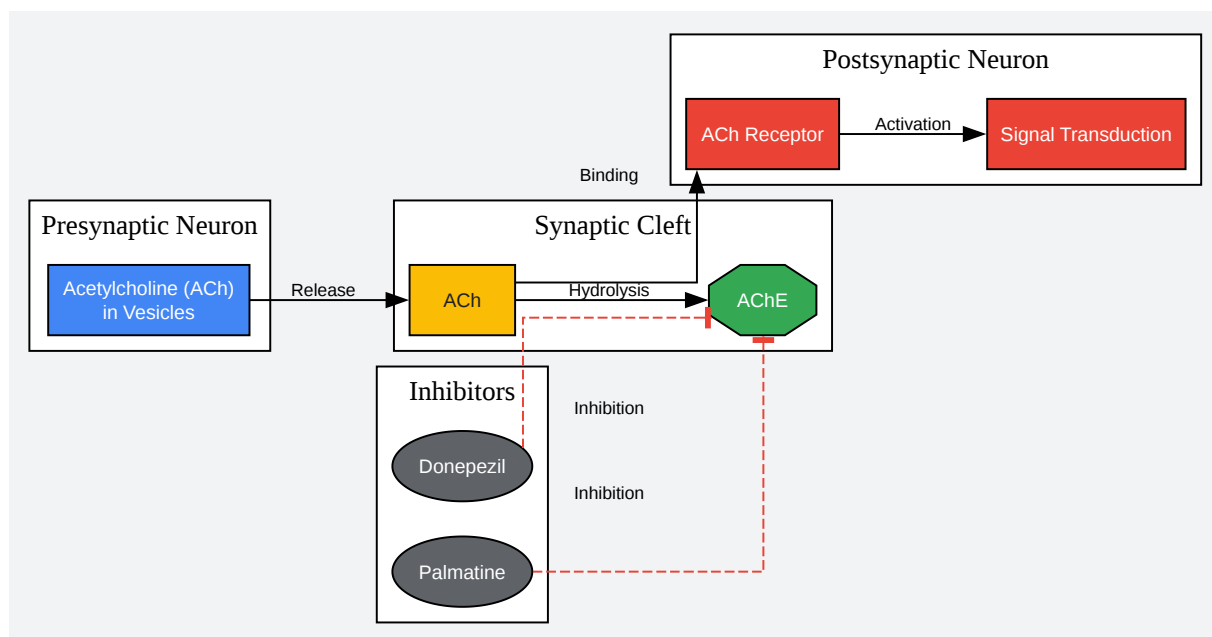 Postsynaptic Neuron
ACh Receptor
Activation
Signal Transduction
Binding
Presynaptic Neuron
Acetylcholine (ACh)
in Vesicles
Release
Synaptic Cleft
ACh
Hydrolysis
AChE
Inhibitors
Inhibition
Donepezil
Inhibition
Palmatine